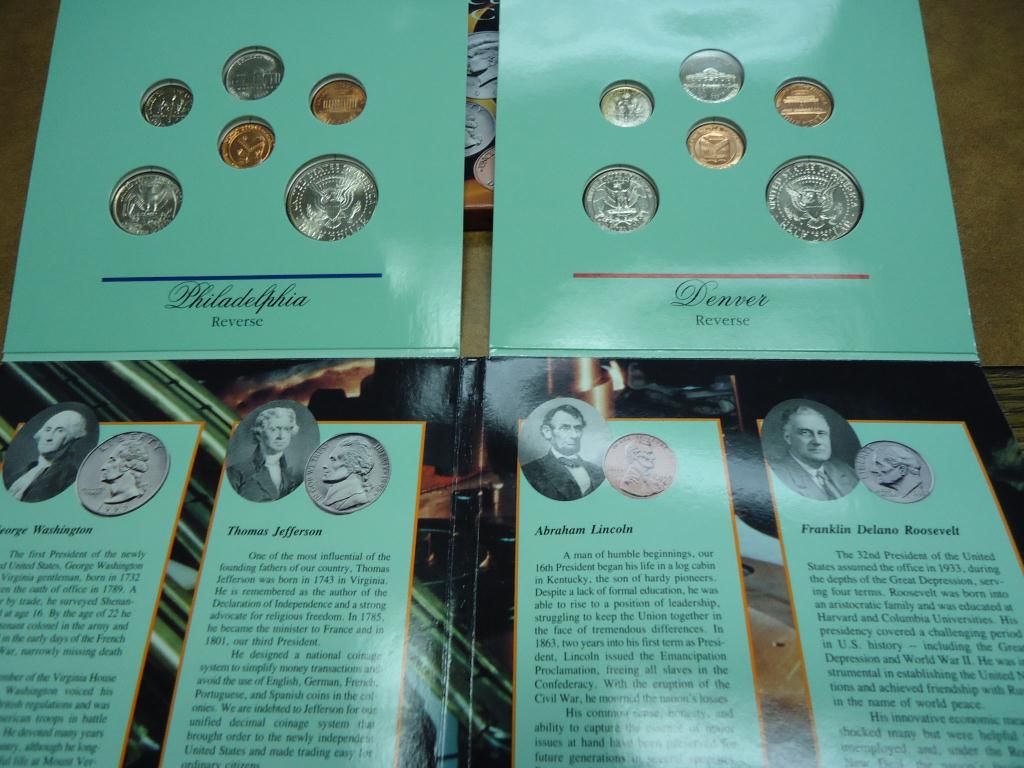 Philadelphia
Reverse
Denver
Reverse
George Washington
The first President of the newly
United States, George Washington
Virginia gentleman, born in 1732
the oath of office in 1789. A
by trade, he surveyed Shenan-
at age 16. By the age of 22 he
tenant colonel in the army and
in the early days of the French
War, narrowly missing death
member of the Virginia House
Washington voiced his
British regulations and was
American troops in battle
He devoted many years
although he long-
life at Mount Ver-
Thomas Jefferson
One of the most influential of the
founding fathers of our country, Thomas
Jefferson was born in 1743 in Virginia.
He is remembered as the author of the
Declaration of Independence and a strong
advocate for religious freedom. In 1785,
he became the minister to France and in
1801, our third President.
He designed a national coinage
system to simplify money transactions and
avoid the use of English, German, French,
Portuguese, and Spanish coins in the col-
onies. We are indebted to Jefferson for our
unified decimal coinage system that
brought order to the newly independent
United States and made trading easy for
ordinary citizens.
Abraham Lincoln
A man of humble beginnings, our
16th President began his life in a log cabin
in Kentucky, the son of hardy pioneers.
Despite a lack of formal education, he was
able to rise to a position of leadership,
struggling to keep the Union together in
the face of tremendous differences. In
1863, two years into his first term as Presi-
dent, Lincoln issued the Emancipation
Proclamation, freeing all slaves in the
Confederacy. With the eruption of the
Civil War, he mourned the nation's losses
His common sense, honesty, and
ability to capture the essence of major
issues at hand have been preserved for
future generations in several speeches
Franklin Delano Roosevelt
The 32nd President of the United
States assumed the office in 1933, during
the depths of the Great Depression, serv-
ing four terms. Roosevelt was born into
an aristocratic family and was educated at
Harvard and Columbia Universities. His
presidency covered a challenging period
in U.S. history -- including the Great
Depression and World War II. He was in-
strumental in establishing the United N
tions and achieved friendship with Rus
in the name of world peace.
His innovative economic mea
shocked many but were helpful
unemployed and, under the
New Deal, the nation's